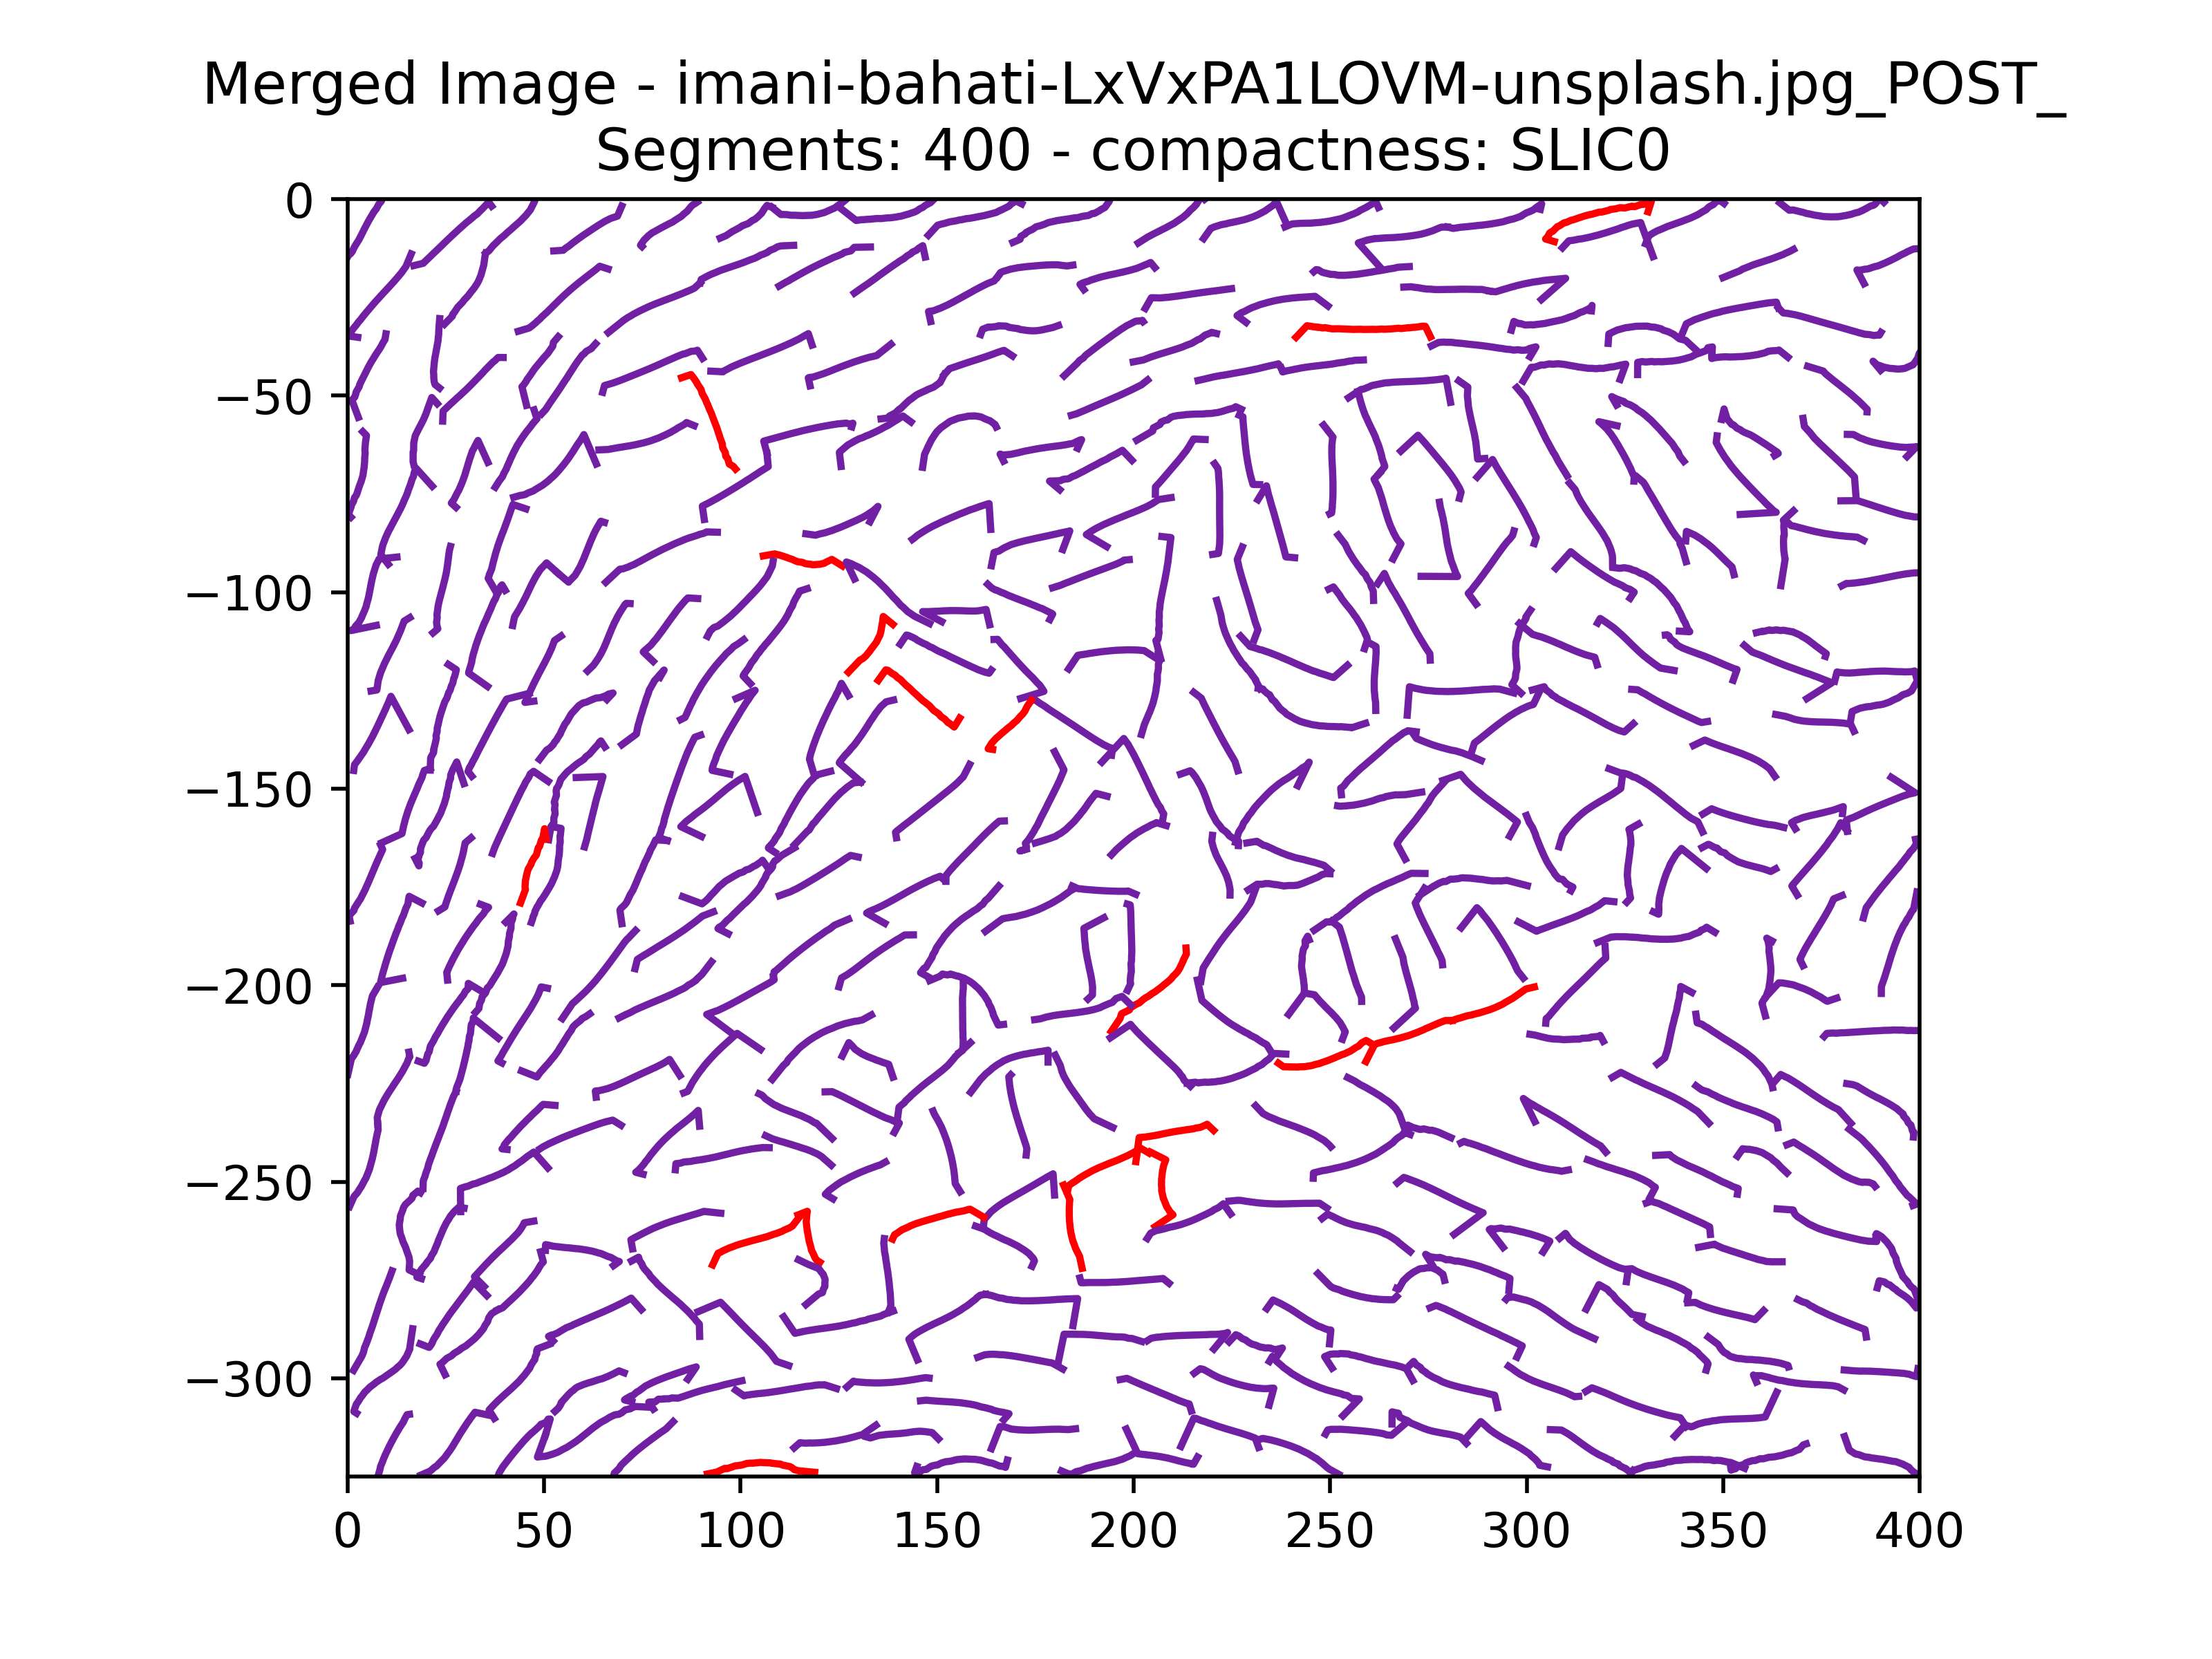 Merged Image - imani-bahati-LxVxPA1LOVM-unsplash.jpg_POST_
Segments: 400 - compactness: SLIC0
0
−50
−100
−150
−200
−250
−300
0 50 100 150 200 250 300 350 400